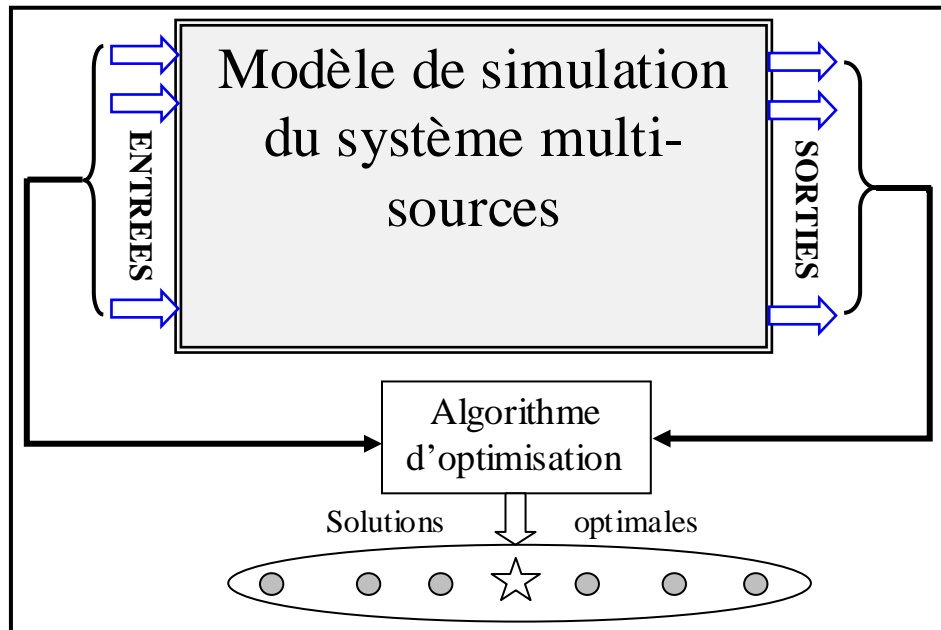 Modèle de simulation
du système multi-
sources
ENTREES
SORTIES
Algorithme
d’optimisation
Solutions optimales